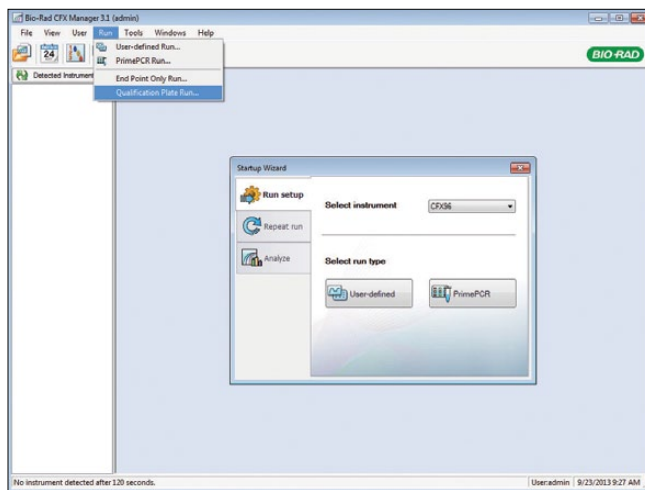 Bio-Rad CFX Manager 3.1 (admin)
File View User Run Tools Windows Help
User-defined Run...
PrimePCR Run...
End Point Only Run...
Qualification Plate Run...
24
BIO-RAD
Detected Instrument
Startup Wizard
Run setup
Repeat run
Analyze
Select instrument
CFX96
Select run type
User-defined
PrimePCR
No instrument detected after 120 seconds.
User:admin 9/23/2013 9:27 AM